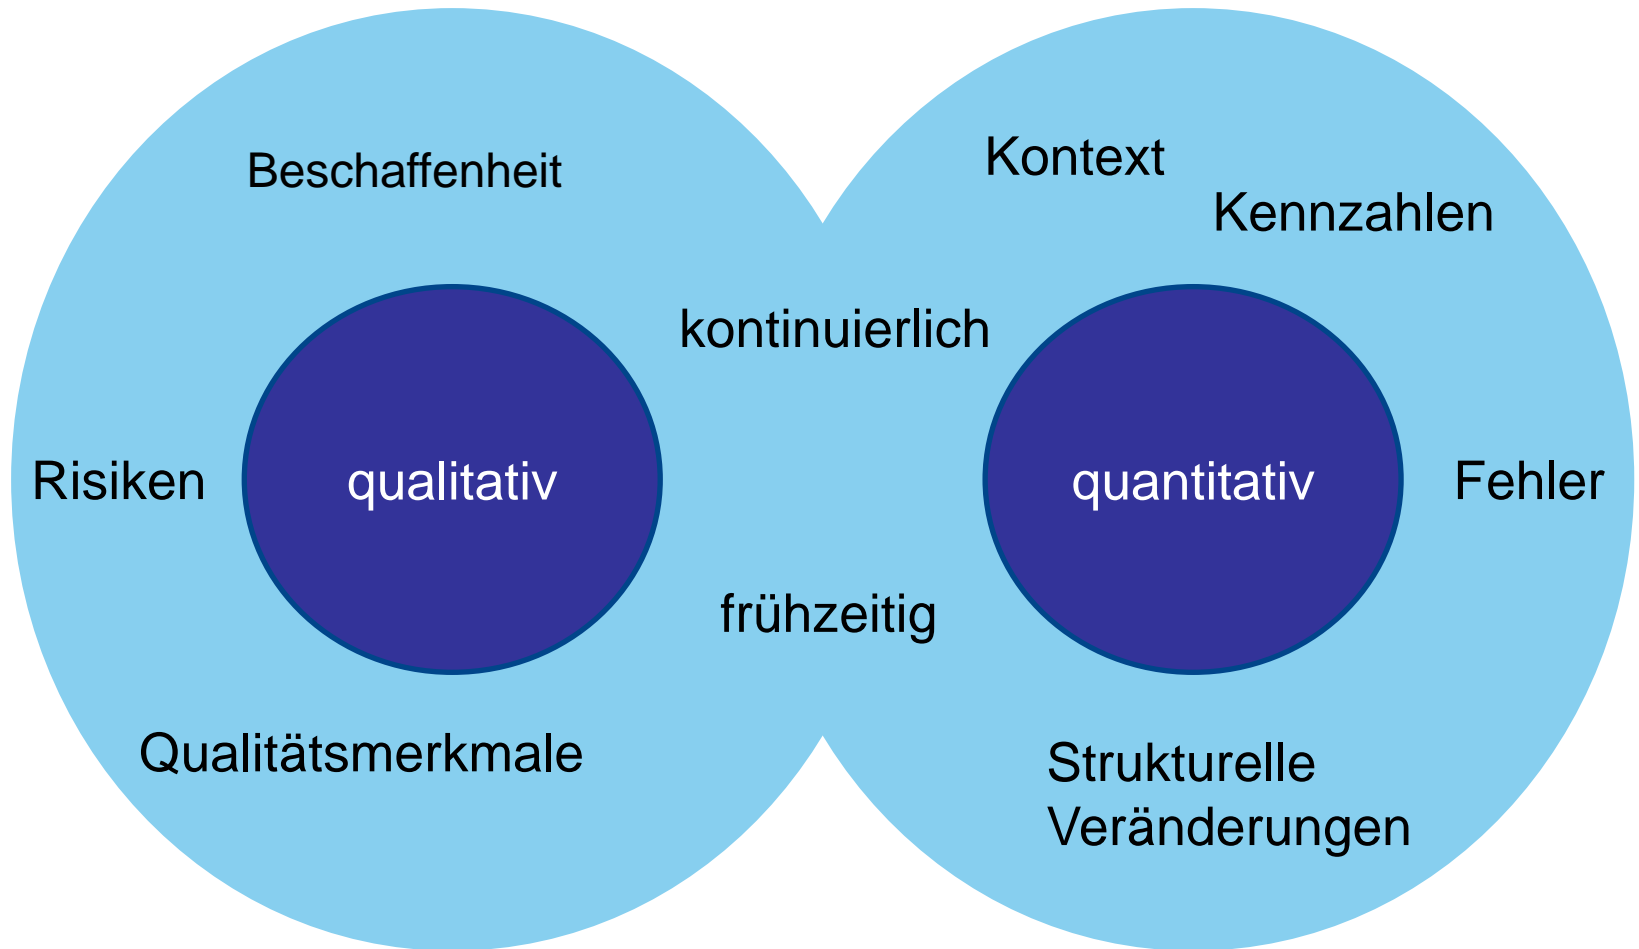 Beschaffenheit
Kontext
Kennzahlen
kontinuierlich
Risiken
qualitativ
quantitativ
Fehler
frühzeitig
Qualitätsmerkmale
Strukturelle
Veränderungen